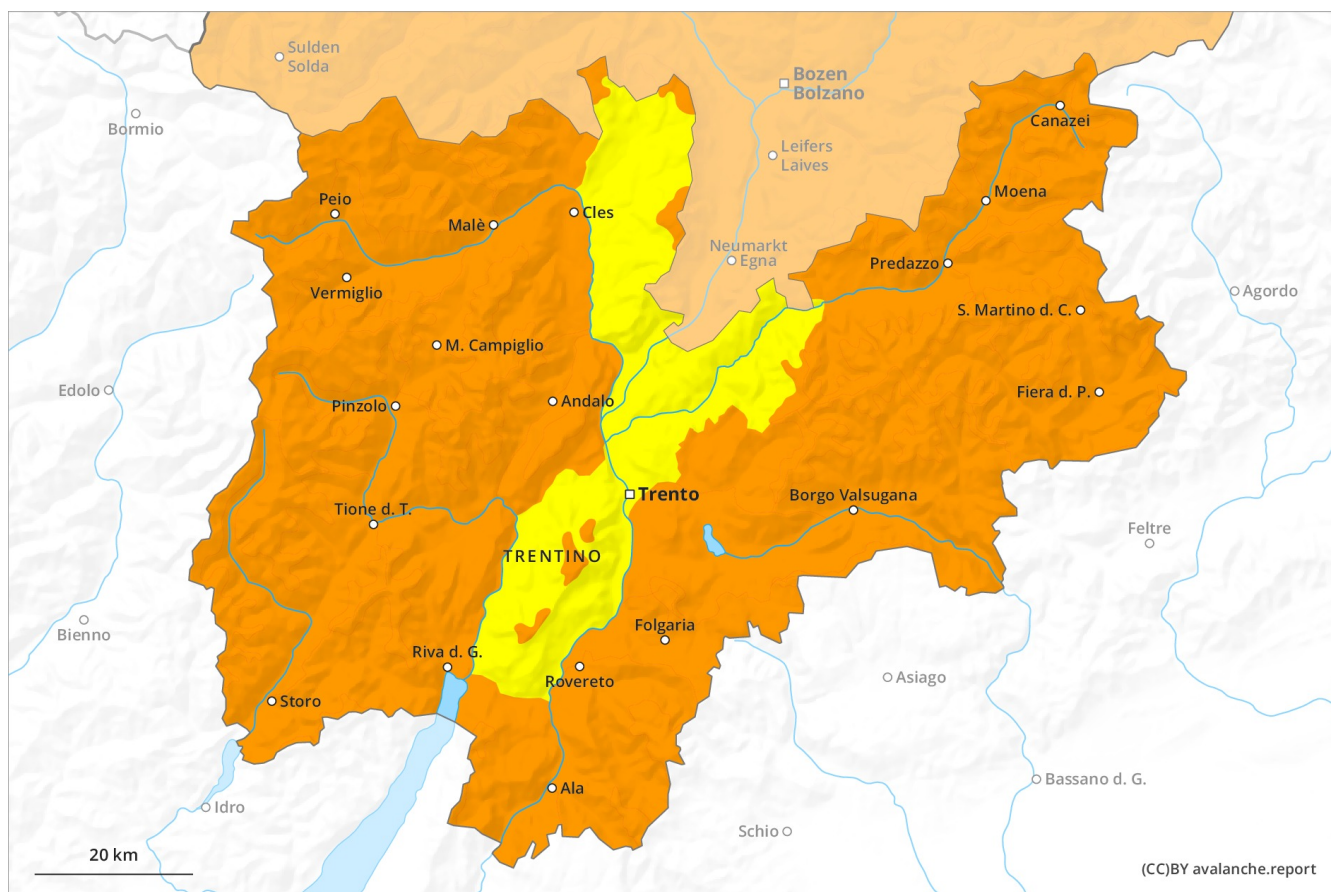 Sulden
Solda
Bozen
Bolzano
Bormio
Canazei
Leifers
Laives
Peio
Moena
Malè
Cles
Neumarkt
Egna
Predazzo
Vermiglio
Agordo
S. Martino d. C.
M. Campiglio
Edolo
Pinzolo
Andalo
Fiera d. P.
Trento
Borgo Valsugana
Tione d. T.
Feltre
TRENTINO
Bienno
Folgaria
Riva d. G.
Rovereto
Asiago
Storo
Bassano d. G.
Ala
Idro
Schio
20 km
(CC)BY avalanche.report